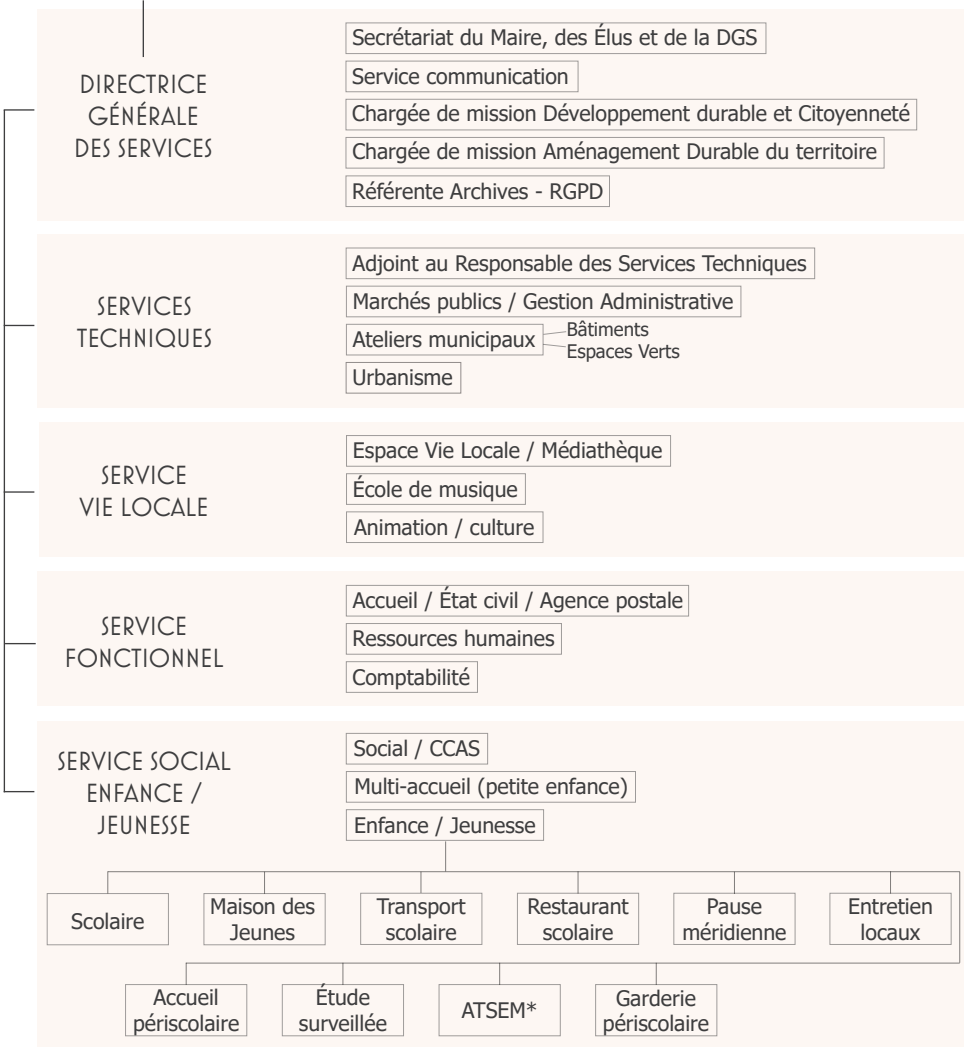 DIRECTRICE
GÉNÉRALE
DES SERVICES
Secrétariat du Maire, des Élus et de la DGS
Service communication
Chargée de mission Développement durable et Citoyenneté
Chargée de mission Aménagement Durable du territoire
Référente Archives - RGPD
SERVICES
TECHNIQUES
Adjoint au Responsable des Services Techniques
Marchés publics / Gestion Administrative
Ateliers municipaux
Bâtiments
Espaces Verts
Urbanisme
SERVICE
VIE LOCALE
Espace Vie Locale / Médiathèque
École de musique
Animation / culture
SERVICE
FONCTIONNEL
Accueil / État civil / Agence postale
Ressources humaines
Comptabilité
SERVICE SOCIAL
ENFANCE /
JEUNESSE
Social / CCAS
Multi-accueil (petite enfance)
Enfance / Jeunesse
Scolaire
Maison des
Jeunes
Transport
scolaire
Restaurant
scolaire
Pause
méridienne
Entretien
locaux
Accueil
périscolaire
Étude
surveillée
ATSEM*
Garderie
périscolaire